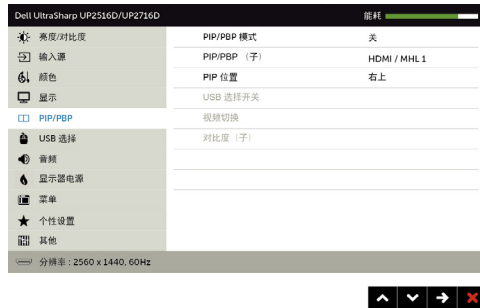 Dell UltraSharp UP2516D/UP2716D 能耗
亮度/对比度 PIP/PBP 模式 关
输入源 PIP/PBP （子） HDMI / MHL 1
颜色 PIP 位置 右上
显示 USB 选择开关
PIP/PBP 视频切换
USB 选择 对比度（子）
音频
显示器电源
菜单
个性设置
其他
分辨率 : 2560 x 1440, 60Hz